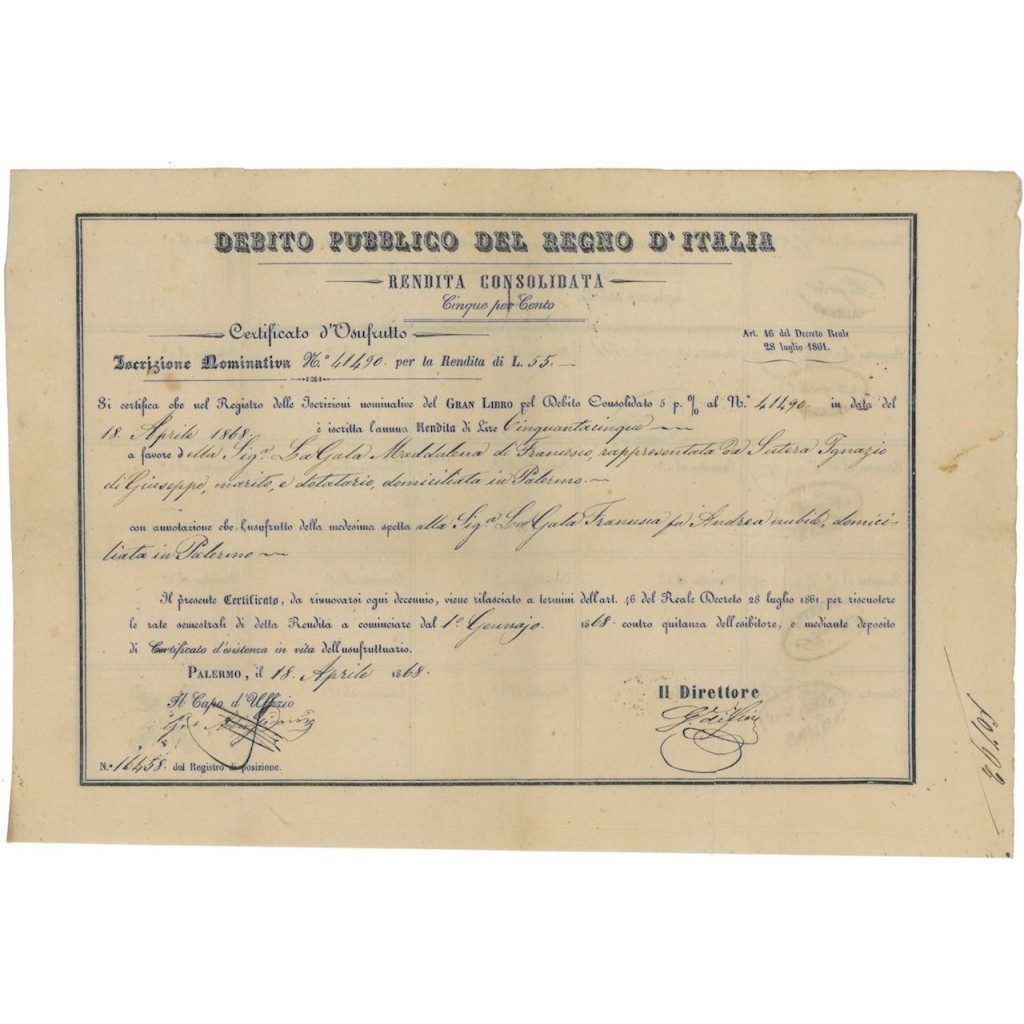 DEBITO PUBBLICO DEL REGNO D'ITALIA
RENDITA CONSOLIDATA
Cinque per Cento
Certificato d'Usufrutto
Art. 46 del Decreto Reale
28 luglio 1861.
Iscrizione Nominativa N.° 41490. per la Rendita di L. 55.
Si certifica che nel Registro delle Iscrizioni nominative del GRAN LIBRO pel Debito Consolidato 5 p. % al N.° 41490 in data del
18. Aprile 1868. è iscritta l'annua Rendita di Lire Cinquantacinque
a favore della Sig.a La Gala Maddalena di Francesco, rappresentata da Sutera Ignazio
di Giuseppe, marito, e dotatario, domiciliata in Palermo.
con annotazione che l'usufrutto della medesima spetta alla Sig.a La Gala Francesca fu Andrea nubile, domici-
liata in Palermo
Il presente Certificato, da rinnovarsi ogni decennio, viene rilasciato a termini dell'art. 46 del Reale Decreto 28 luglio 1861 per riscuotere
le rate semestrali di detta Rendita a cominciare dal 1.° Gennajo. 1868. contro quitanza dell'esibitore, e mediante deposito
di Certificato d'esistenza in vita dell'usufruttuario.
PALERMO, il 18. Aprile 1868.
Il Capo d'Uffizio
Il Direttore
N.° 16458. del Registro di posizione.